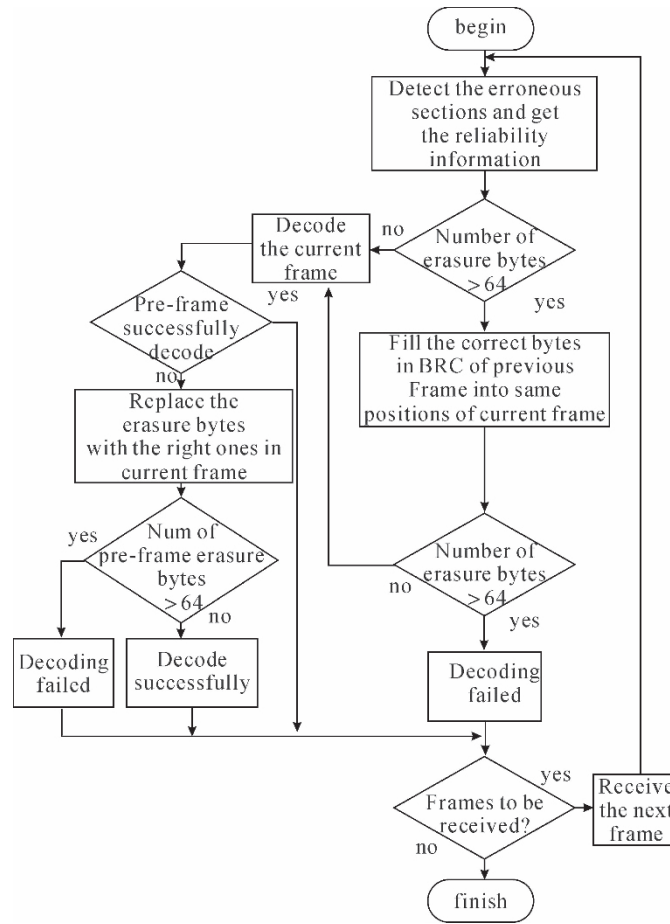 begin
Detect the erroneous
sections and get
the reliability
information
no
Decode
the current
frame
Number of
erasure bytes
>64
yes
yes
Pre-frame
successfully
decode
no
Fill the correct bytes
in BRC of previous
Frame into same
positions of current frame
Replace the
erasure bytes
with the right ones in
current frame
yes
Num of
pre-frame erasure
bytes
>64
no
Number of
erasure bytes
>64
no
yes
Decoding
failed
Decode
successfully
Decoding
failed
yes
Frames to be
received?
no
Receive
the next
frame
finish